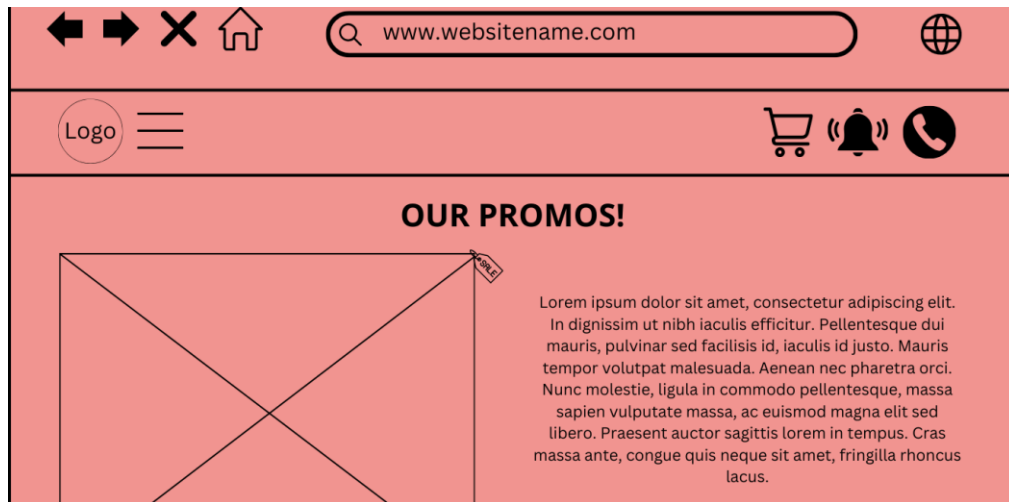 www.websitename.com
Logo
OUR PROMOS!
SALE
Lorem ipsum dolor sit amet, consectetur adipiscing elit.
In dignissim ut nibh iaculis efficitur. Pellentesque dui
mauris, pulvinar sed facilisis id, iaculis id justo. Mauris
tempor volutpat malesuada. Aenean nec pharetra orci.
Nunc molestie, ligula in commodo pellentesque, massa
sapien vulputate massa, ac euismod magna elit sed
libero. Praesent auctor sagittis lorem in tempus. Cras
massa ante, congue quis neque sit amet, fringilla rhoncus
lacus.